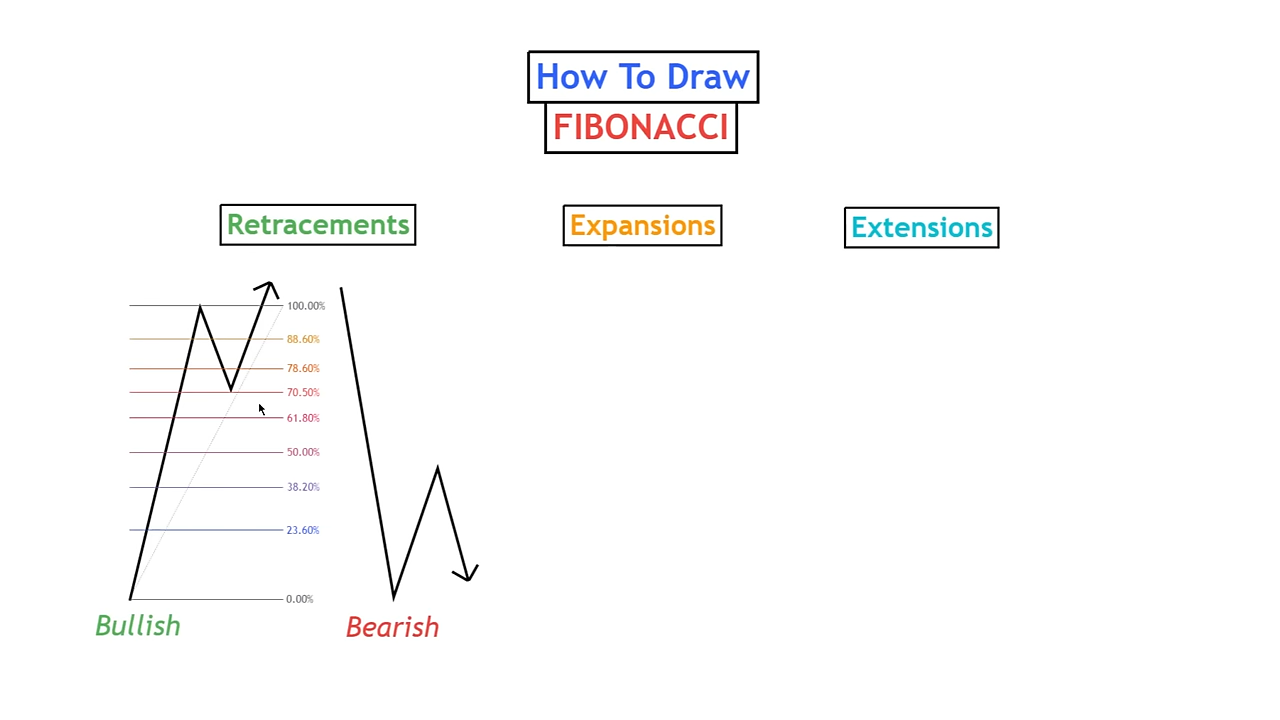 How To Draw
FIBONACCI
Retracements
Expansions
Extensions
100.00%
88.60%
78.60%
70.50%
61.80%
50.00%
38.20%
23.60%
0.00%
Bullish
Bearish